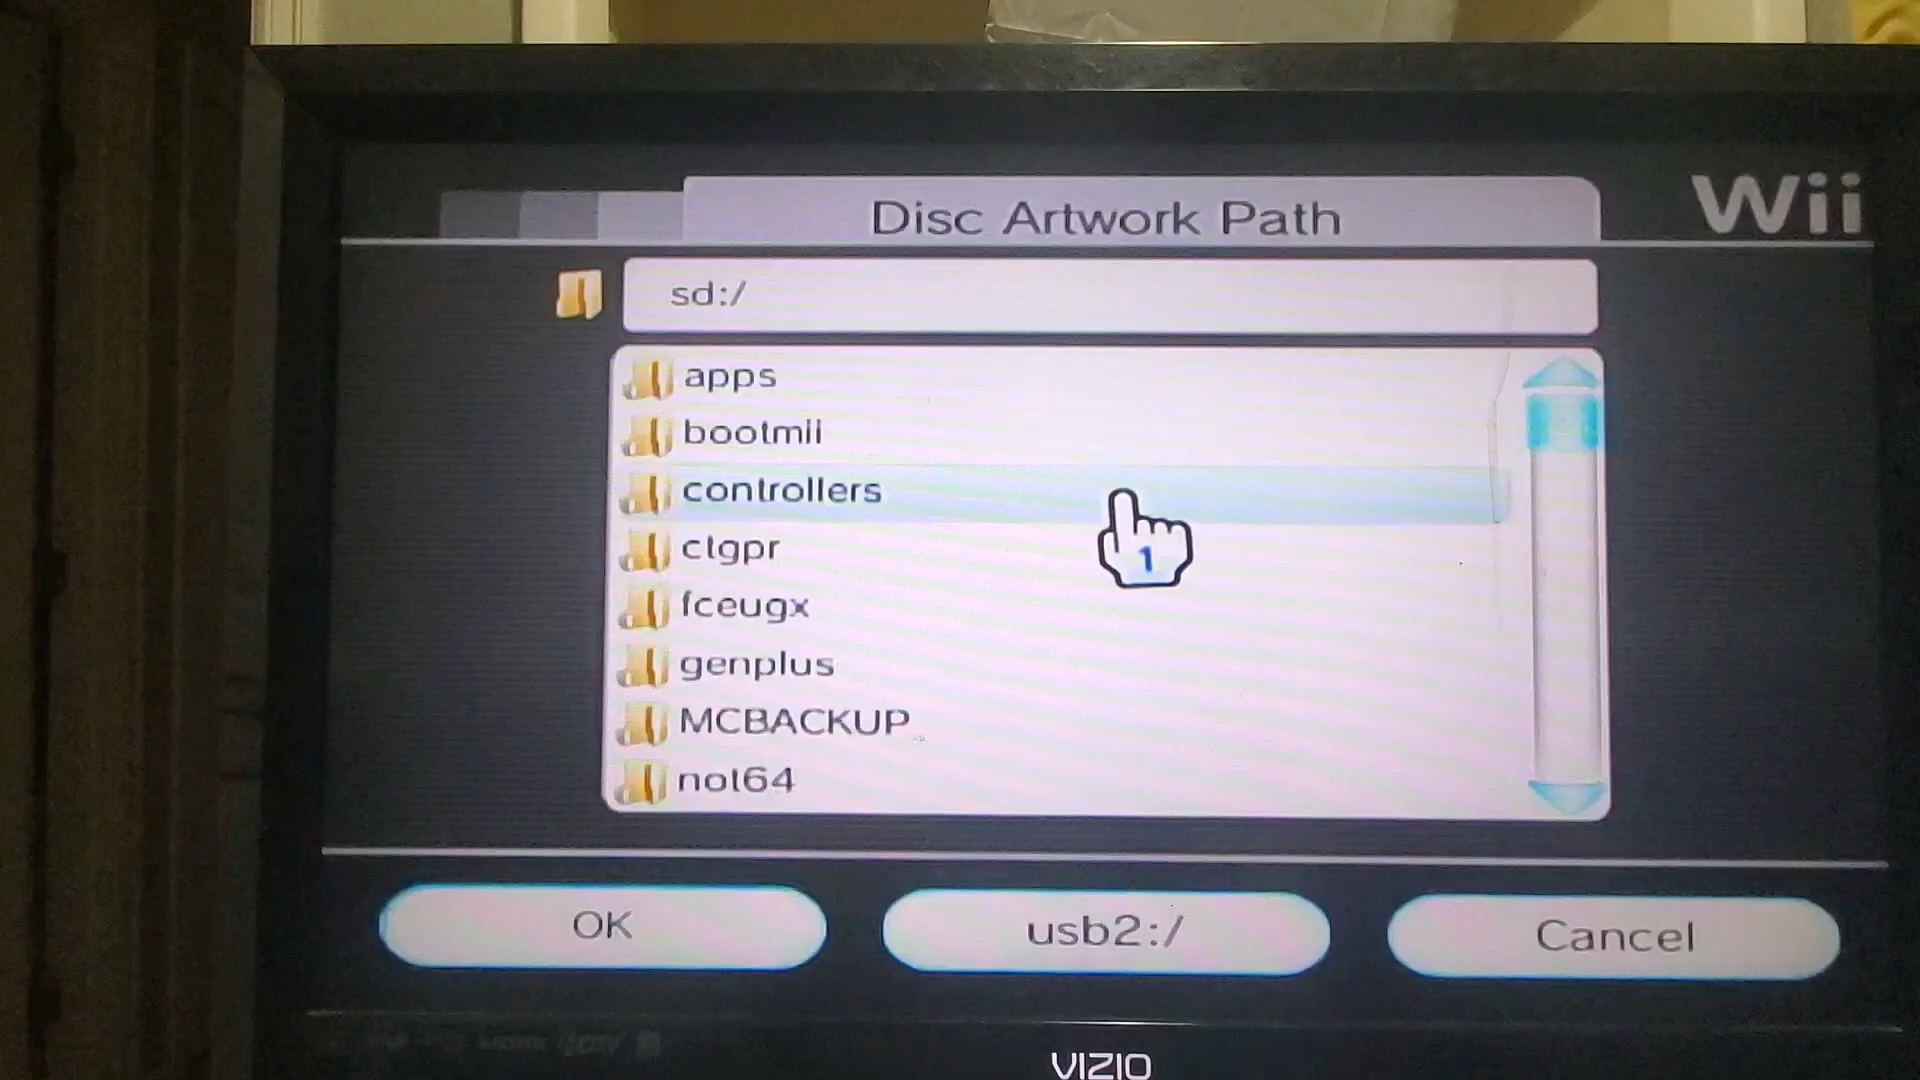 Wii
Disc Artwork Path
sd:/
apps
bootmii
controllers
ctgpr
fceugx
genplus
MCBACKUP
not64
1
OK
usb2:/
Cancel
VIZIO